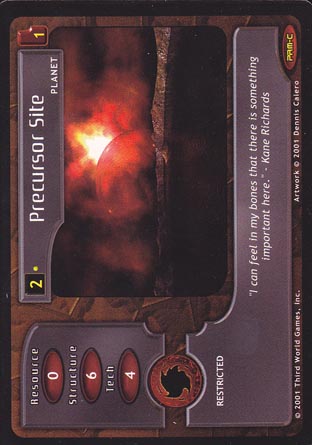 2
Precursor Site
PLANET
1
Resource
0
Structure
6
Tech
4
RESTRICTED
"I can feel in my bones that there is something
important here." - Kane Richards
© 2001 Third World Games, Inc.
Artwork © 2001 Dennis Calero
PRM-C